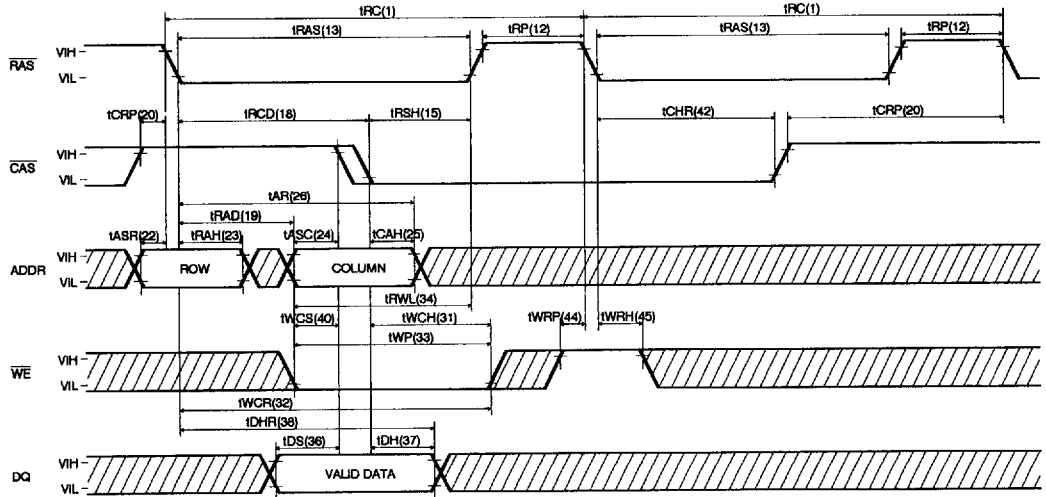 tRC(1) tRC(1)
tRAS(13) tRP(12) tRAS(13) tRP(12)
RAS VIH VIL
tCRP(20) tRCD(18) tRSH(15) tCHR(42) tCRP(20)
CAS VIH VIL
tAR(26)
tRAD(19)
tASR(22) tRAH(23) tASC(24) tCAH(25)
ADDR VIH VIL ROW COLUMN
tRWL(34)
tWCS(40) tWCH(31) tWRP(44) tWRH(45)
tWP(33)
WE VIH VIL
tWCR(32)
tDHR(38)
tDS(36) tDH(37)
DQ VIH VIL VALID DATA